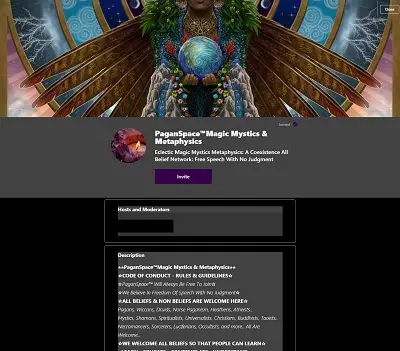 Close
PaganSpace™Magic Mystics &
Metaphysics
Eclectic Magic Mystics Metaphysics: A Coexistence All
Belief Network: Free Speech With No Judgment
Invite
Hosts and Moderators
Description
★★PaganSpace™Magic Mystics & Metaphysics★★
★CODE OF CONDUCT - RULES & GUIDELINES★
★PaganSpace™ Will Always Be Free To Join★
★We Believe In Freedom Of Speech With No Judgment★
★ALL BELIEFS & NON BELIEFS ARE WELCOME HERE★
Pagans, Wiccans, Druids, Norse Paganism, Heathens, Atheists,
Mystics, Shamans, Spiritualists, Universalists, Christians, Buddhists, Taoists,
Necromancers, Sorcerers, Luciferians, Occultists, and more.. All Are
Welcome...
★WE WELCOME ALL BELIEFS SO THAT PEOPLE CAN LEARN★